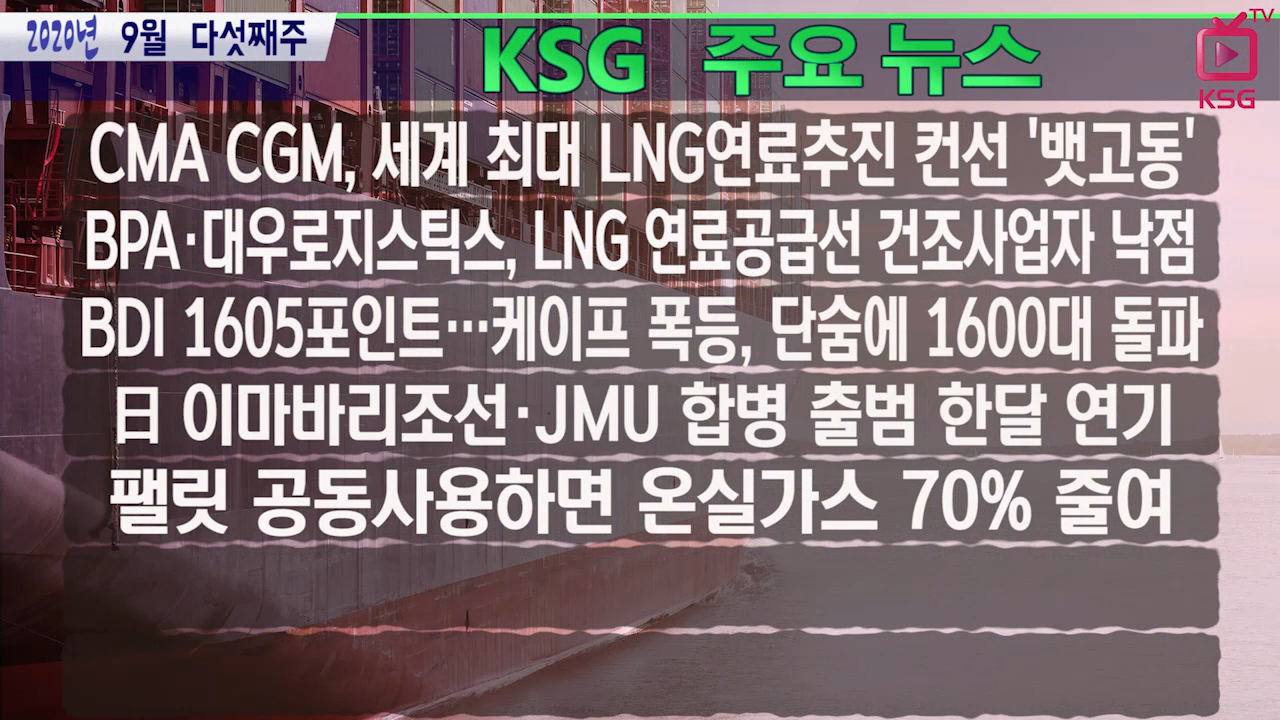 2020년 9월 다섯째주
KSG 주요 뉴스
TV
KSG
CMA CGM, 세계 최대 LNG연료추진 컨선 '뱃고동'
BPA·대우로지스틱스, LNG 연료공급선 건조사업자 낙점
BDI 1605포인트…케이프 폭등, 단숨에 1600대 돌파
日 이마바리조선·JMU 합병 출범 한달 연기
팰릿 공동사용하면 온실가스 70% 줄여